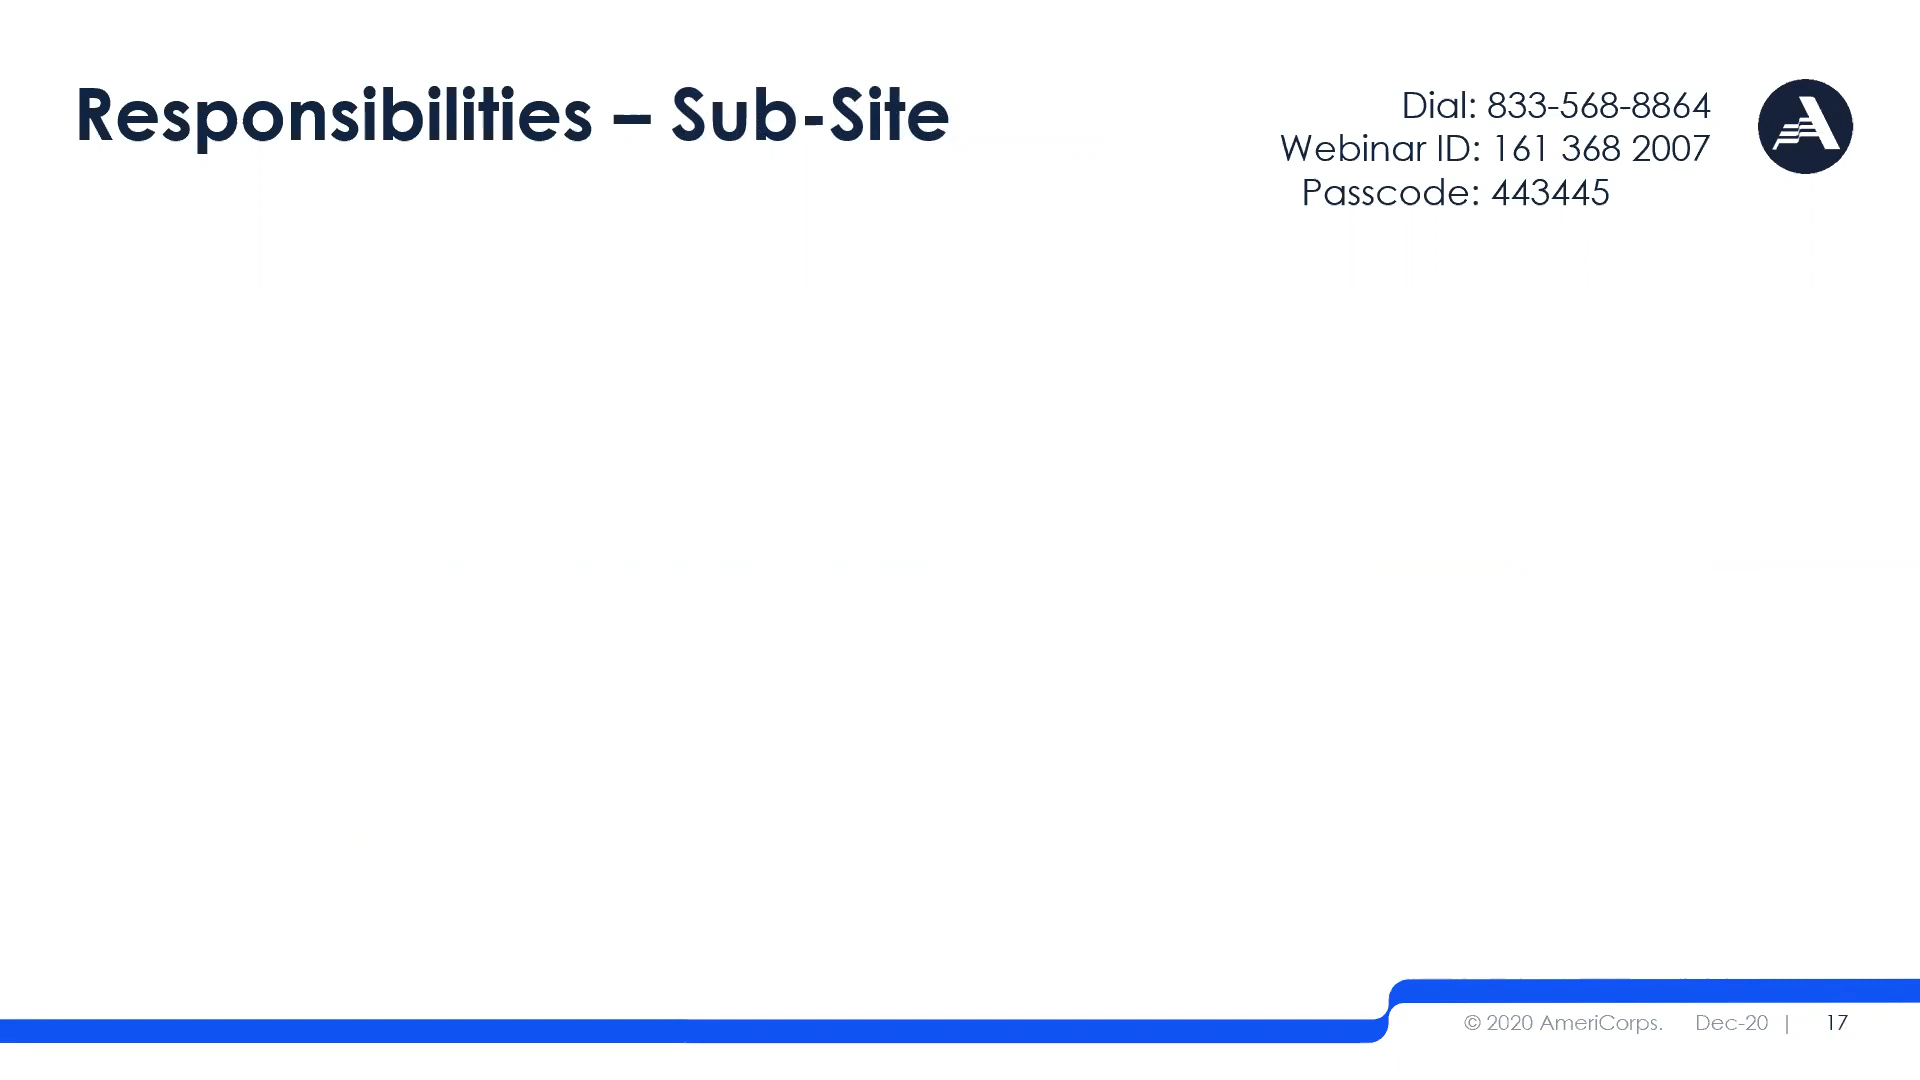 Responsibilities – Sub-Site
Dial: 833-568-8864
Webinar ID: 161 368 2007
Passcode: 443445
© 2020 AmeriCorps. Dec-20 | 17